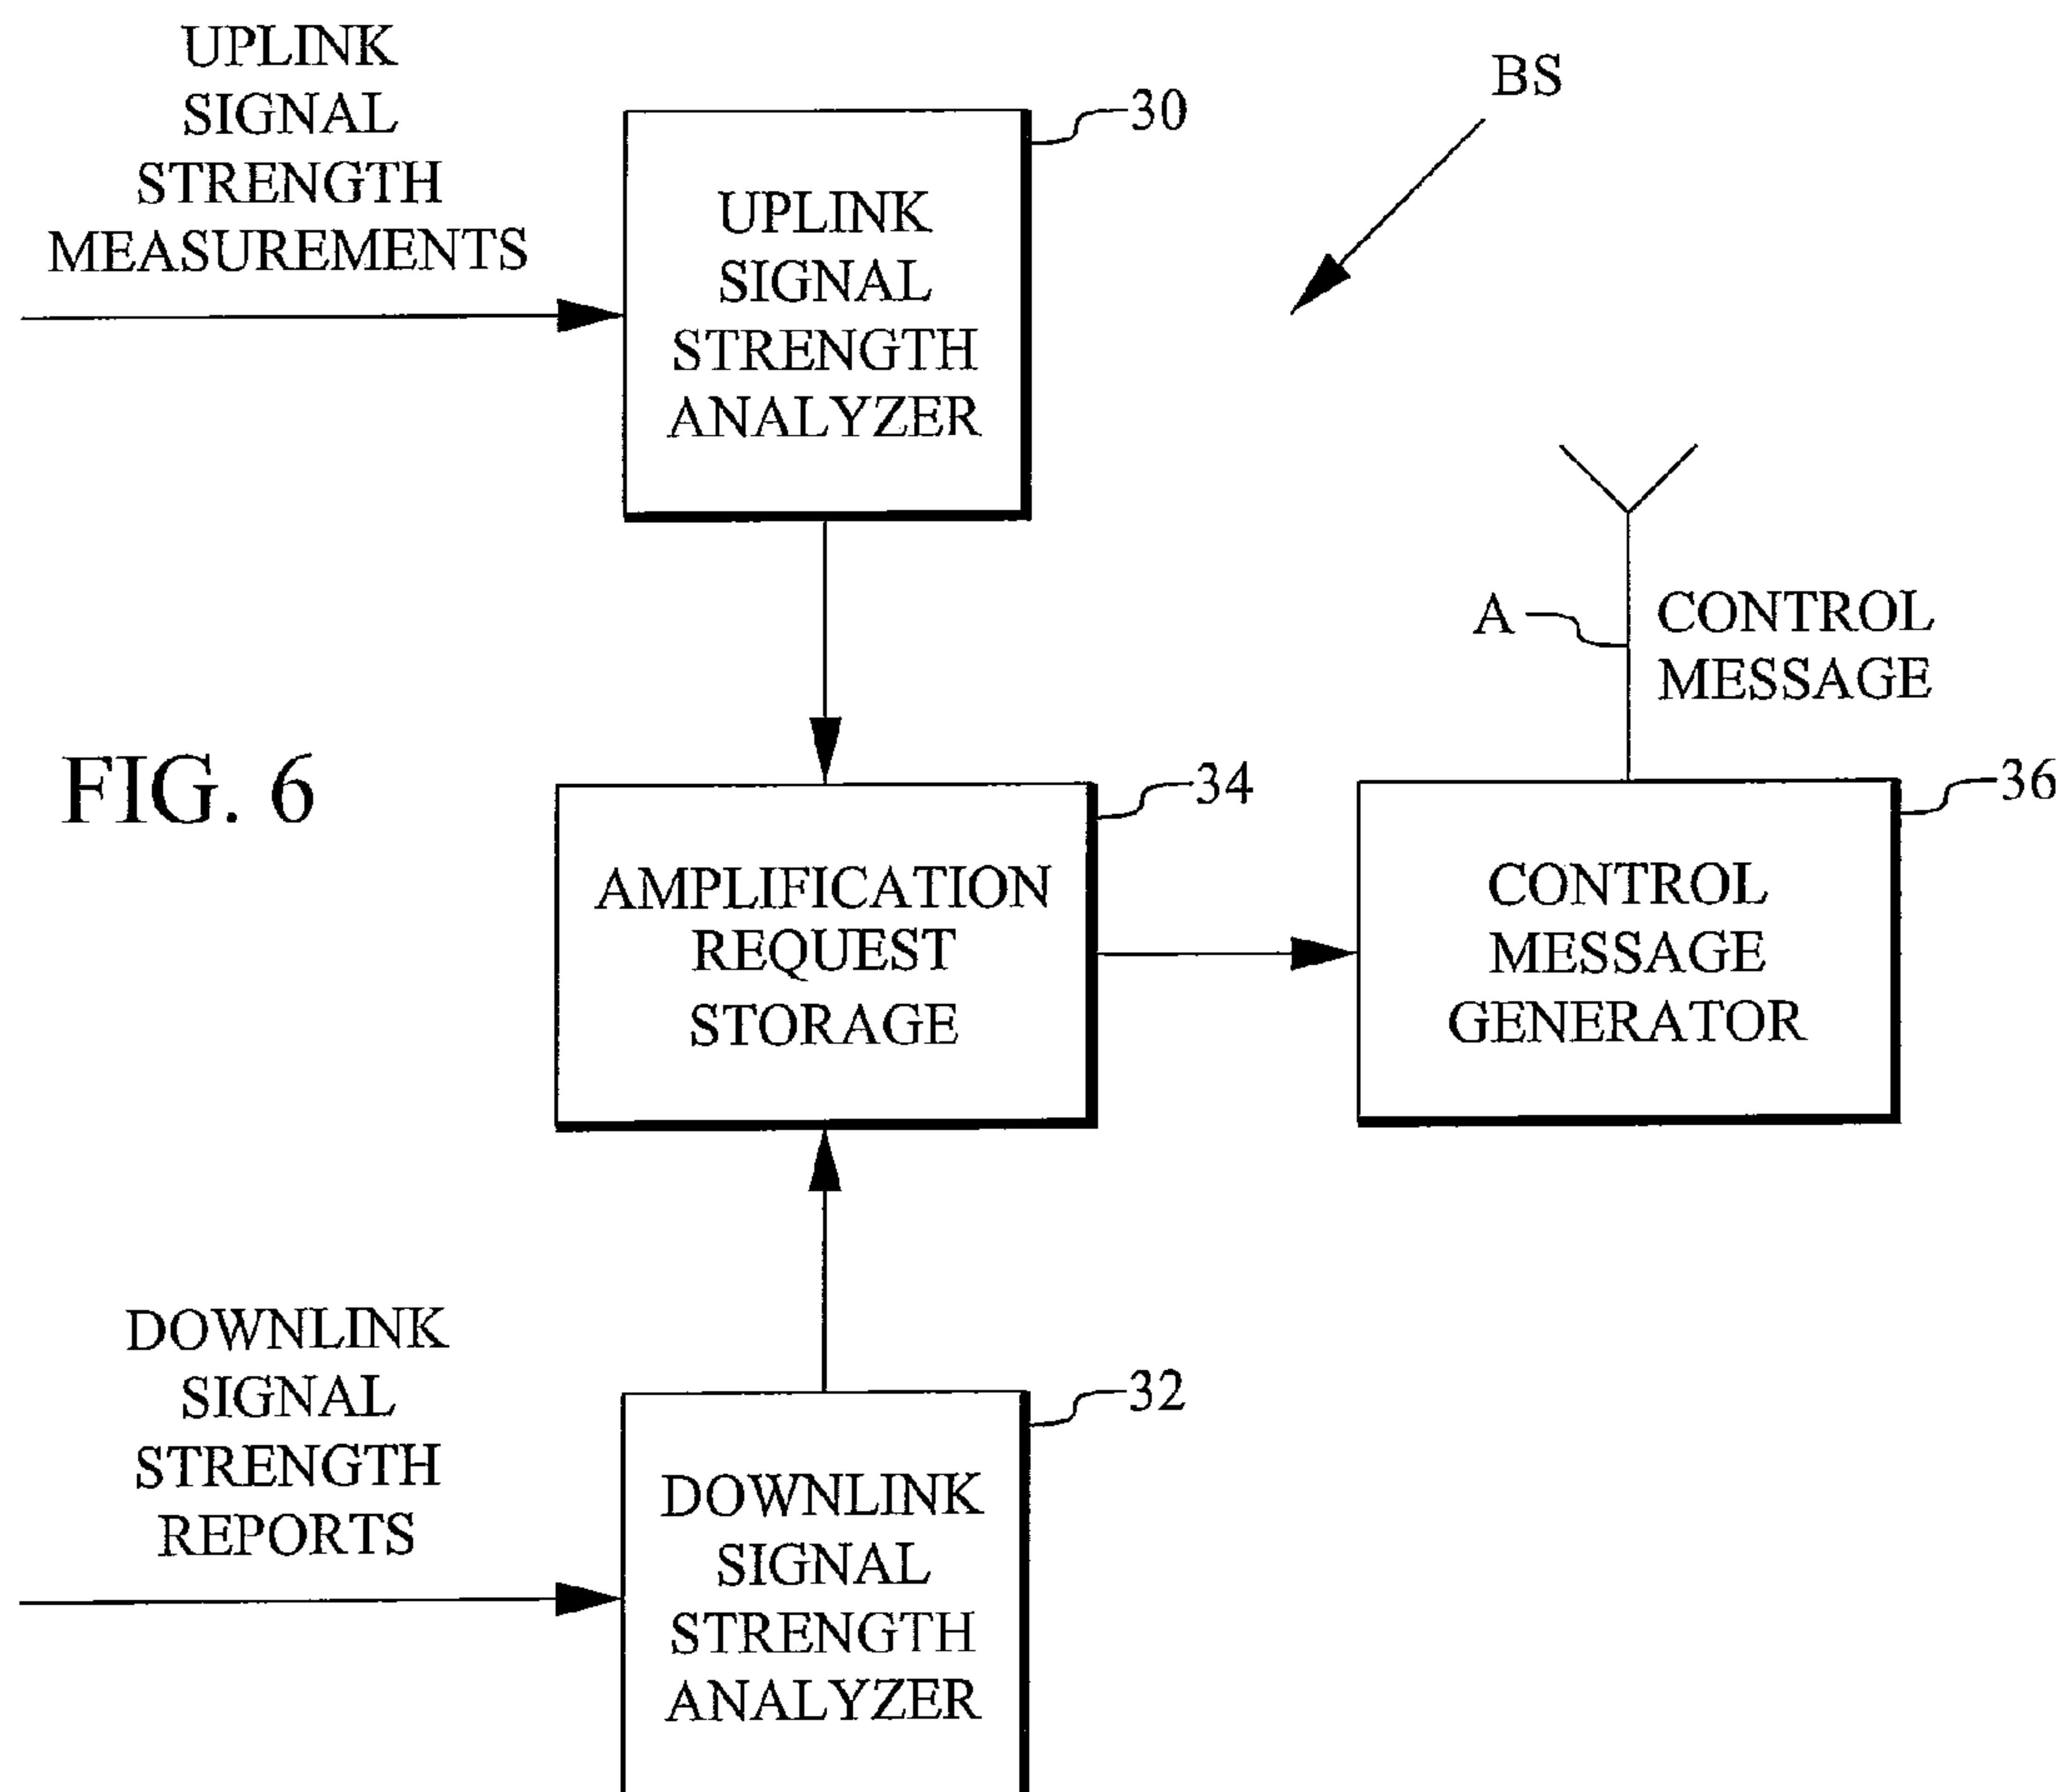 UPLINK
SIGNAL
STRENGTH
MEASUREMENTS
30
BS
UPLINK
SIGNAL
STRENGTH
ANALYZER
A
CONTROL
MESSAGE
FIG. 6
34
36
AMPLIFICATION
REQUEST
STORAGE
CONTROL
MESSAGE
GENERATOR
DOWNLINK
SIGNAL
STRENGTH
REPORTS
32
DOWNLINK
SIGNAL
STRENGTH
ANALYZER